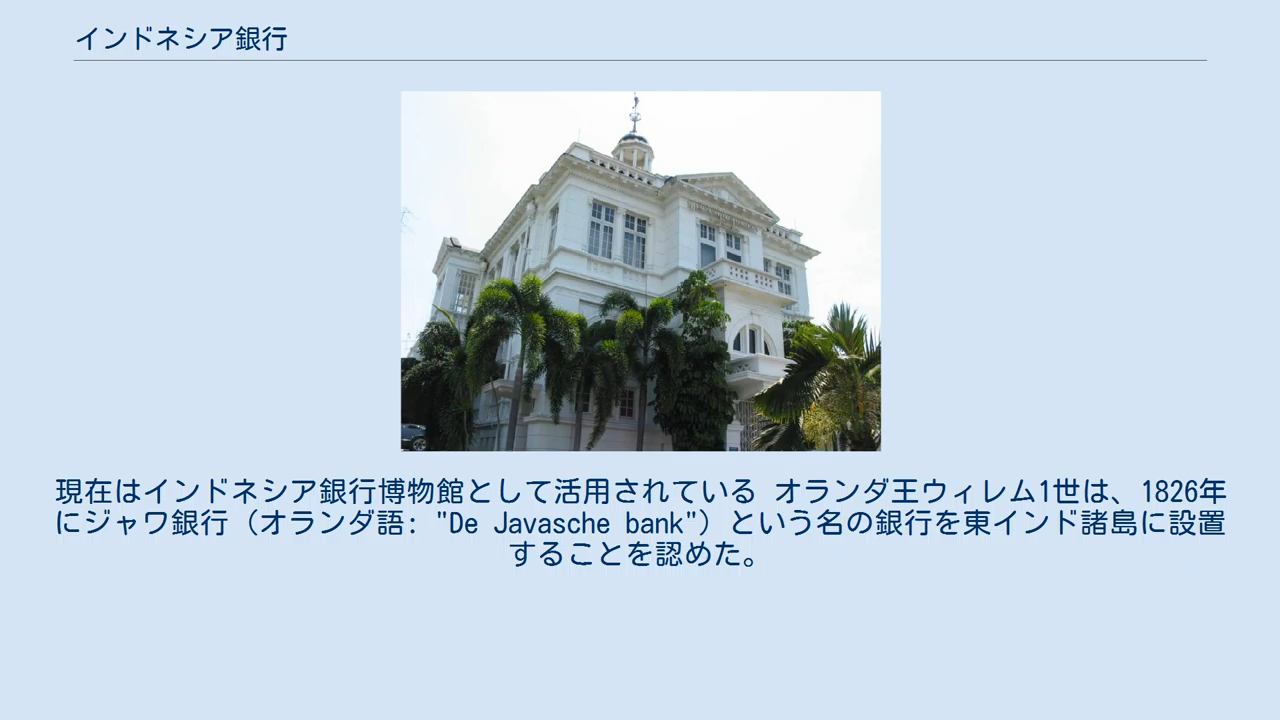 インドネシア銀行
現在はインドネシア銀行博物館として活用されている オランダ王ウィレム1世は、1826年
にジャワ銀行（オランダ語: "De Javasche bank"）という名の銀行を東インド諸島に設置
することを認めた。